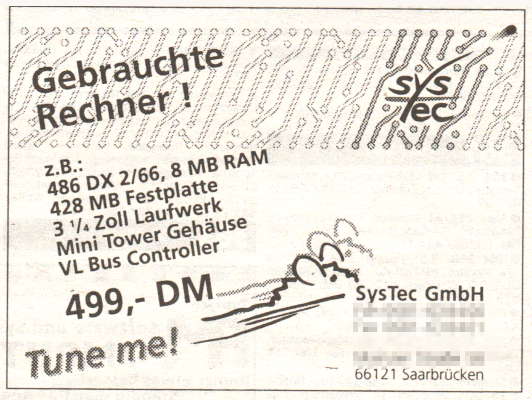 Gebrauchte
Rechner !
sys
tec
z.B.:
486 DX 2/66, 8 MB RAM
428 MB Festplatte
3 ¹/₄ Zoll Laufwerk
Mini Tower Gehäuse
VL Bus Controller
499,- DM
Tune me!
SysTec GmbH
66121 Saarbrücken